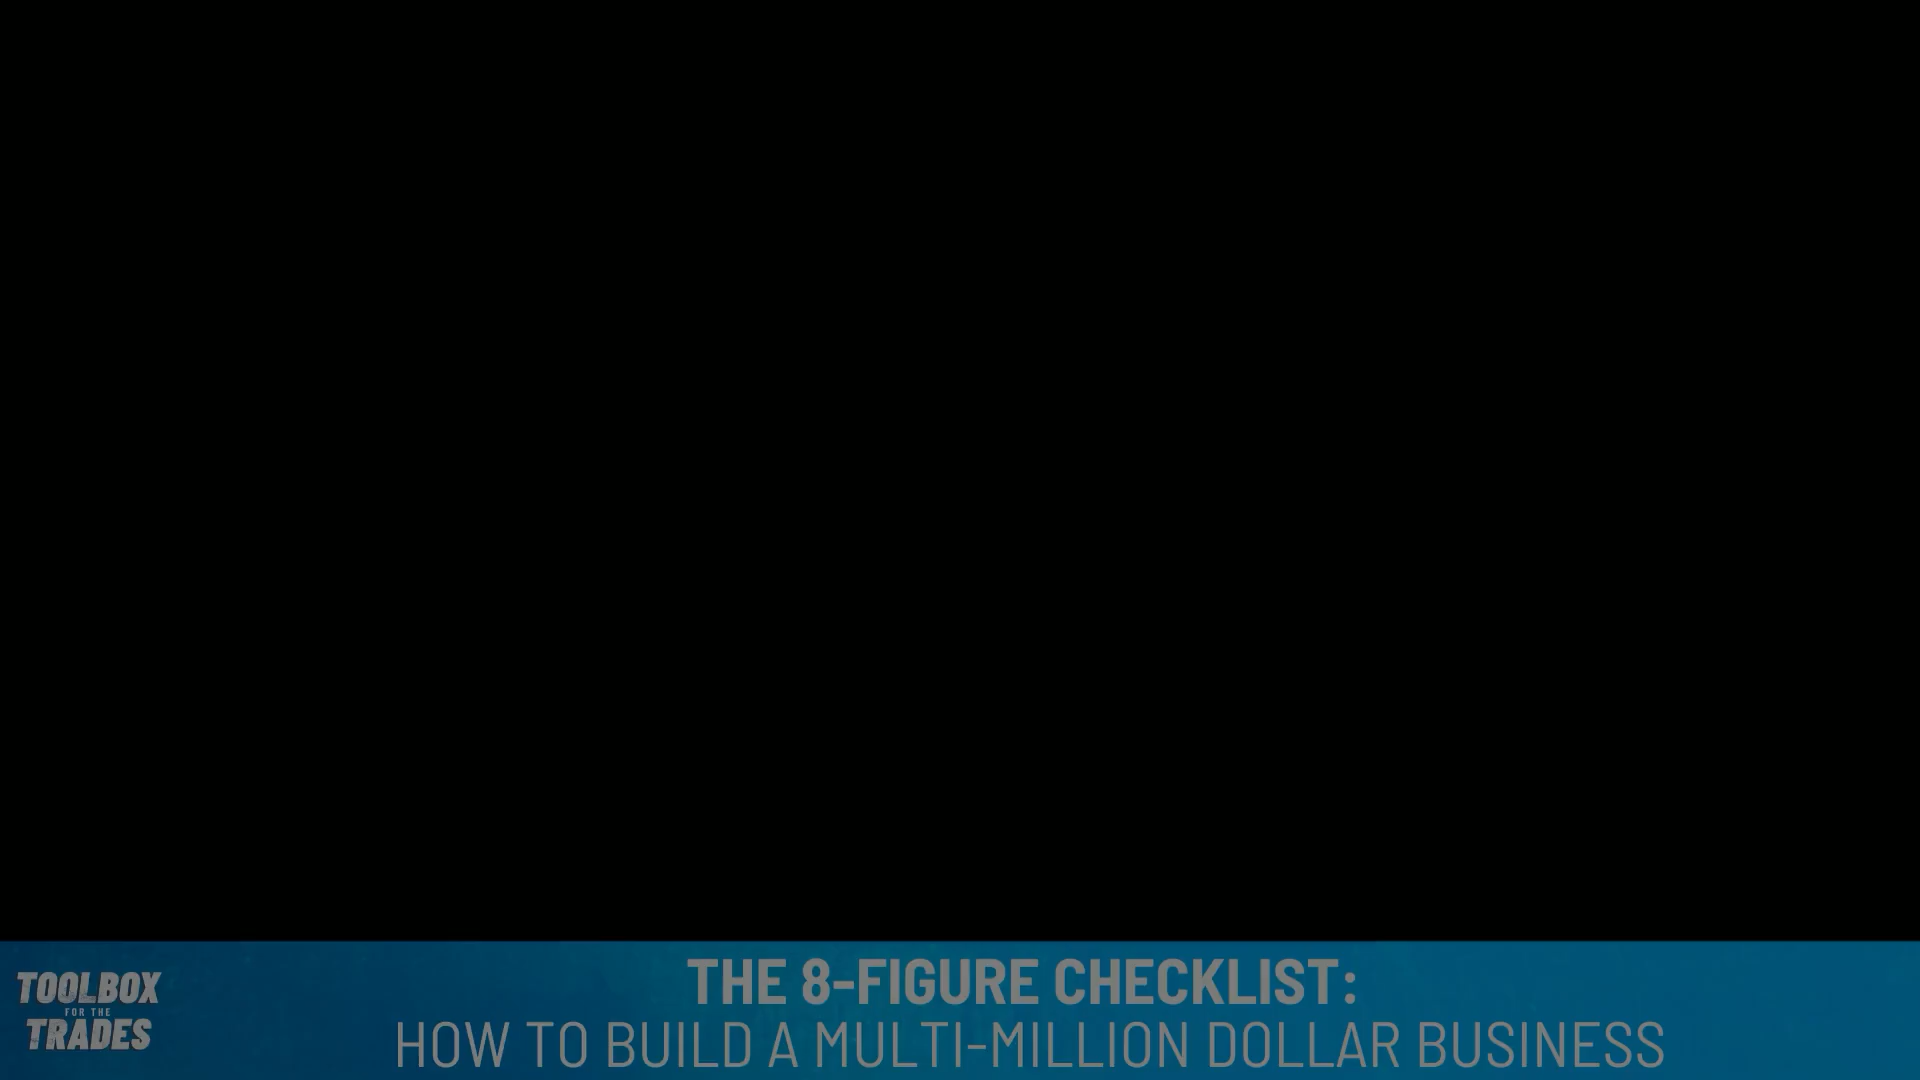 TOOLBOX
FOR THE
TRADES
THE 8-FIGURE CHECKLIST:
HOW TO BUILD A MULTI-MILLION DOLLAR BUSINESS